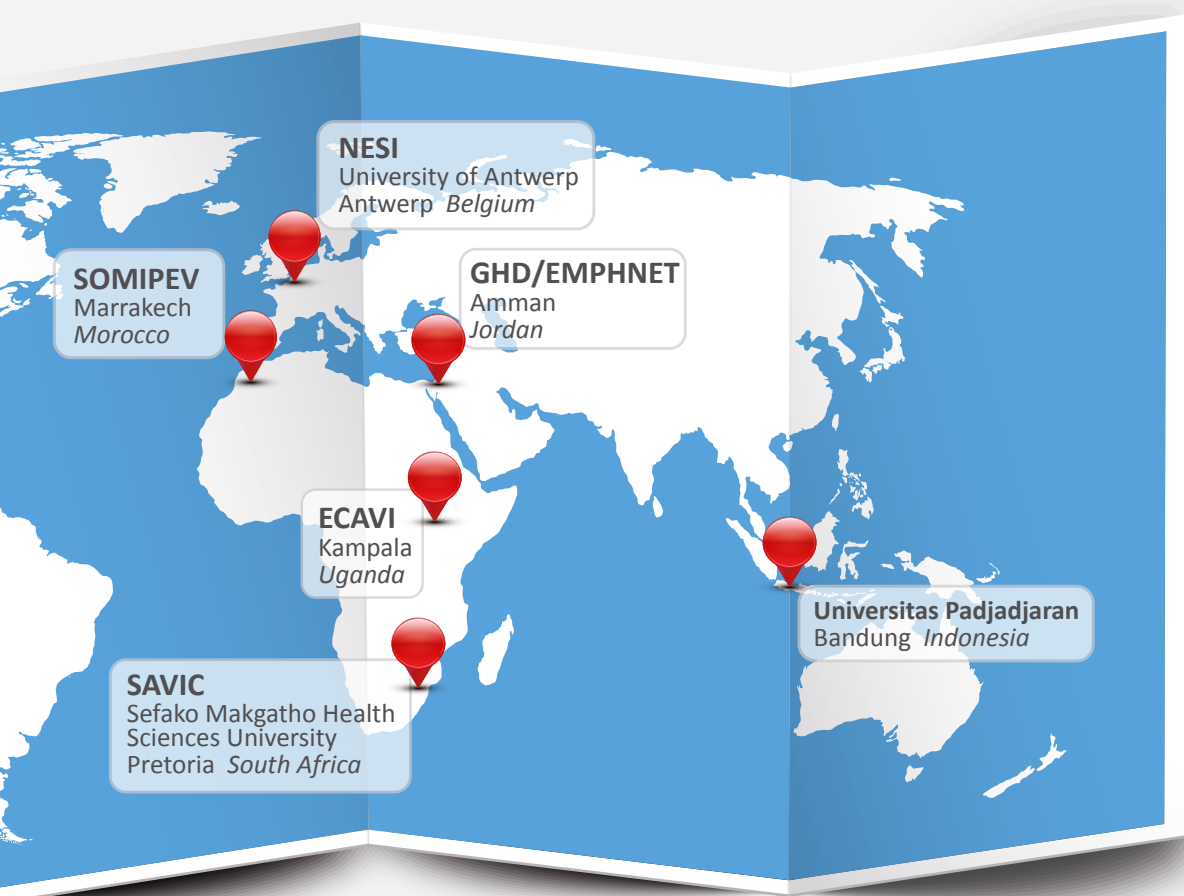 NESI
University of Antwerp
Antwerp Belgium
SOMIPEV
Marrakech
Morocco
GHD/EMPHNET
Amman
Jordan
ECAVI
Kampala
Uganda
Universitas Padjadjaran
Bandung Indonesia
SAVIC
Sefako Makgatho Health
Sciences University
Pretoria South Africa